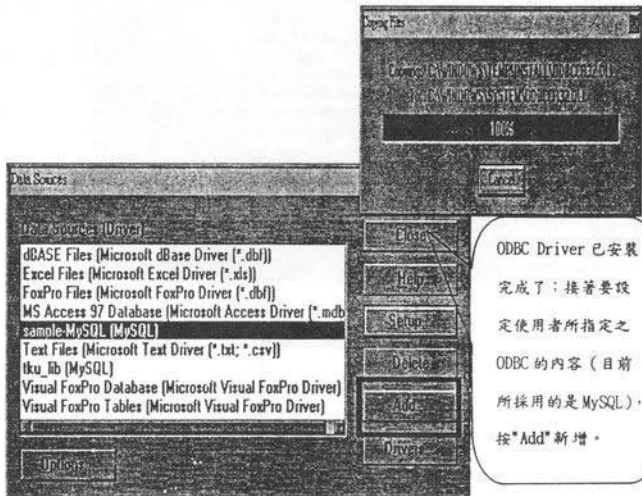 Copying Files
100%
Cancel
Data Sources
Data Sources (Driver)
dBASE Files (Microsoft dBase Driver (*.dbf))
Excel Files (Microsoft Excel Driver (*.xls))
FoxPro Files (Microsoft FoxPro Driver (*.dbf))
MS Access 97 Database (Microsoft Access Driver (*.mdb
sample-MySQL (MySQL)
Text Files (Microsoft Text Driver (*.txt; *.csv))
tku_lib (MySQL)
Visual FoxPro Database (Microsoft Visual FoxPro Driver)
Visual FoxPro Tables (Microsoft Visual FoxPro Driver)
Close
Help
Setup...
Delete
Add...
Drivers...
Options...
ODBC Driver 已安裝
完成了；接著要設
定使用者所指定之
ODBC 的內容（目前
所採用的是 MySQL），
按"Add"新增。